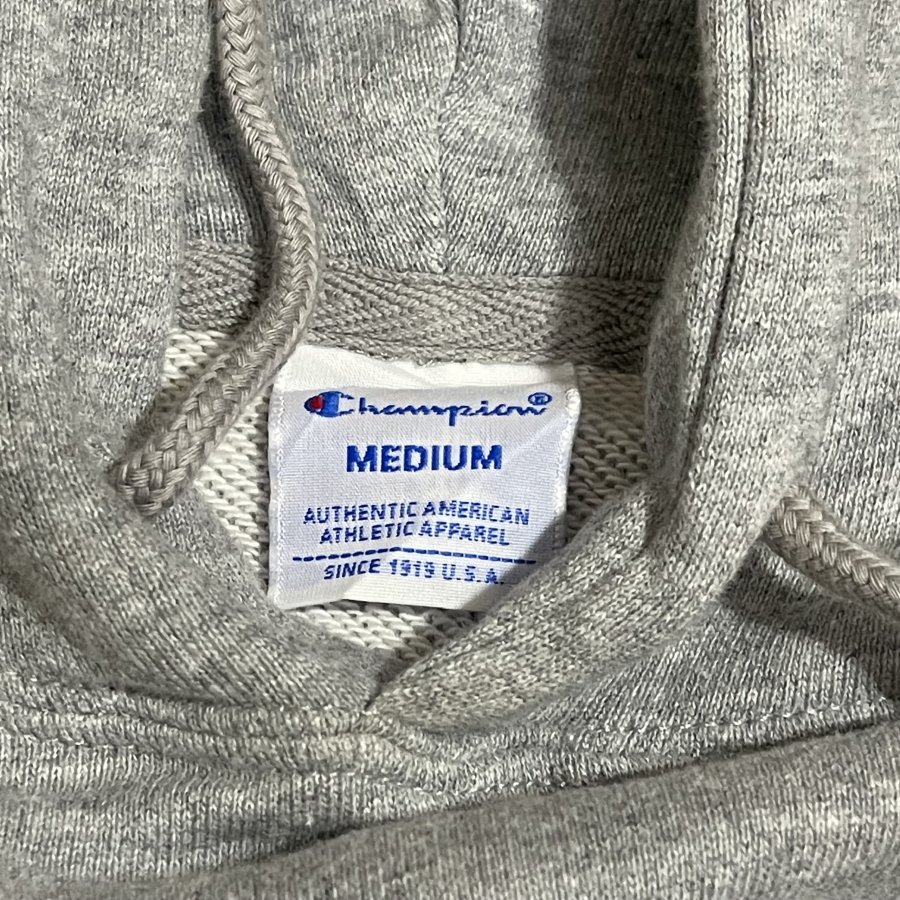 Champion®
MEDIUM
AUTHENTIC AMERICAN
ATHLETIC APPAREL
SINCE 1919 U.S.A.